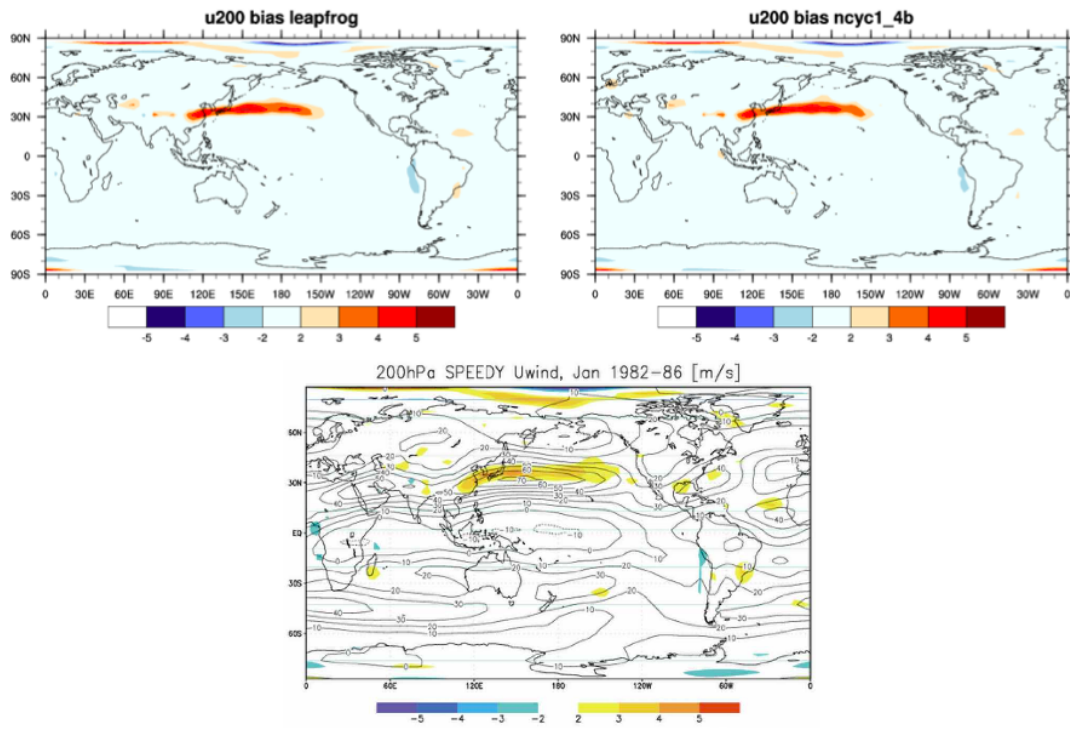 u200 bias leapfrog
90N
60N
30N
0
30S
60S
90S
0 30E 60E 90E 120E 150E 180 150W 120W 90W 60W 30W 0
-5 -4 -3 -2 2 3 4 5
u200 bias ncyc1_4b
90N
60N
30N
0
30S
60S
90S
0 30E 60E 90E 120E 150E 180 150W 120W 90W 60W 30W 0
-5 -4 -3 -2 2 3 4 5
200hPa SPEEDY Uwind, Jan 1982-86 [m/s]
60N
30N
EQ
30S
60S
0 60E 120E 180 120W 60W 0
-5 -4 -3 -2 2 3 4 5